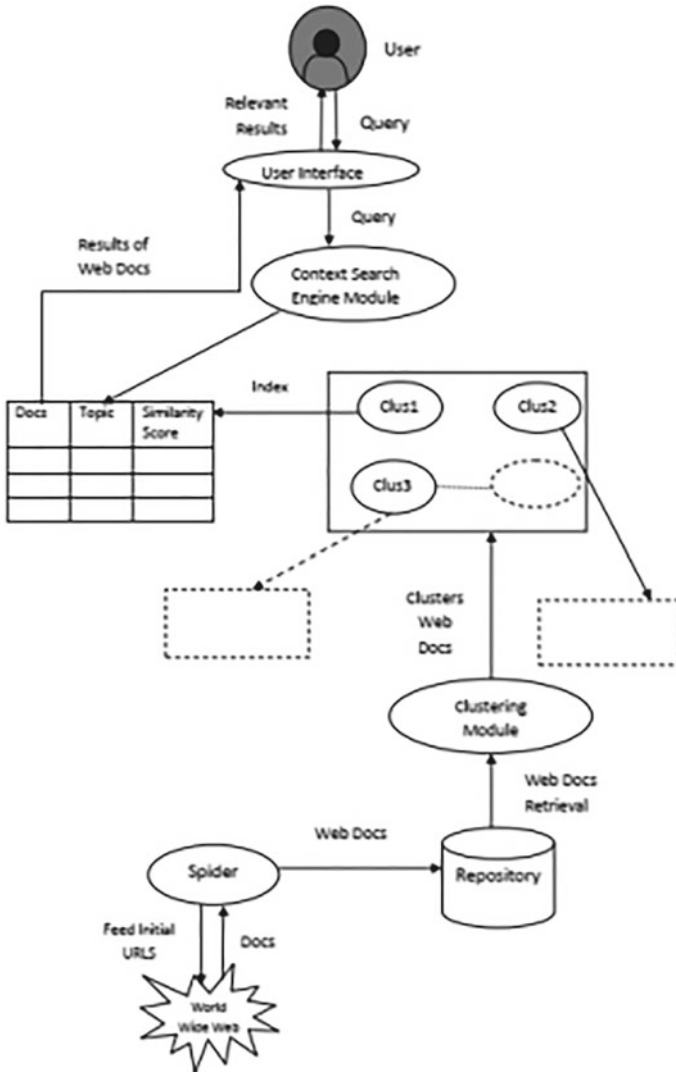 User
Relevant
Results
Query
User Interface
Query
Results of
Web Docs
Context Search
Engine Module
Index
Docs
Topic
Similarity
Score
Clus1
Clus2
Clus3
Clusters
Web
Docs
Clustering
Module
Web Docs
Retrieval
Web Docs
Spider
Repository
Feed Initial
URLS
Docs
World
Wide Web